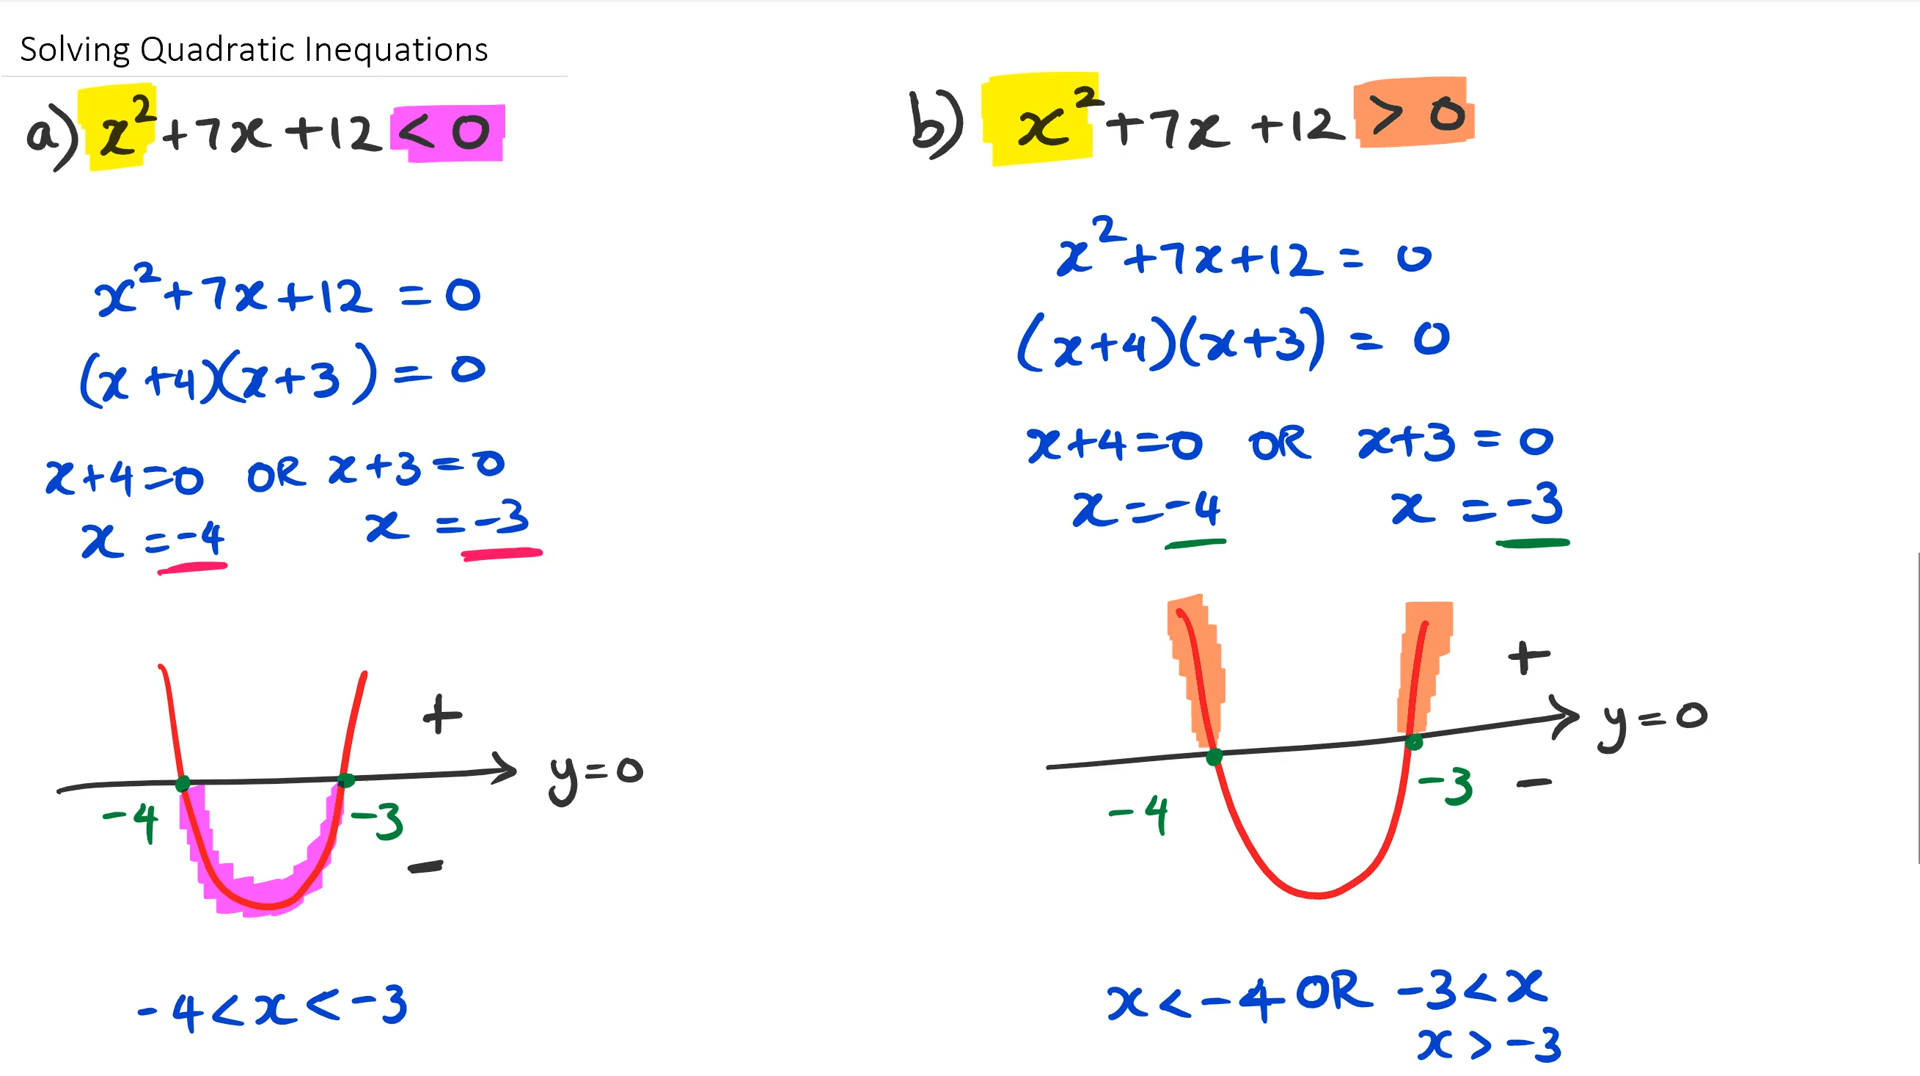 Solving Quadratic Inequations
a) x²+7x+12<0
x²+7x+12=0
(x+4)(x+3)=0
x+4=0 OR x+3=0
x=-4 x=-3
+
y=0
-4 -3
-
-4<x<-3
b) x²+7x+12>0
x²+7x+12=0
(x+4)(x+3)=0
x+4=0 OR x+3=0
x=-4 x=-3
+
y=0
-4 -3 -
x<-4 OR -3<x
x>-3